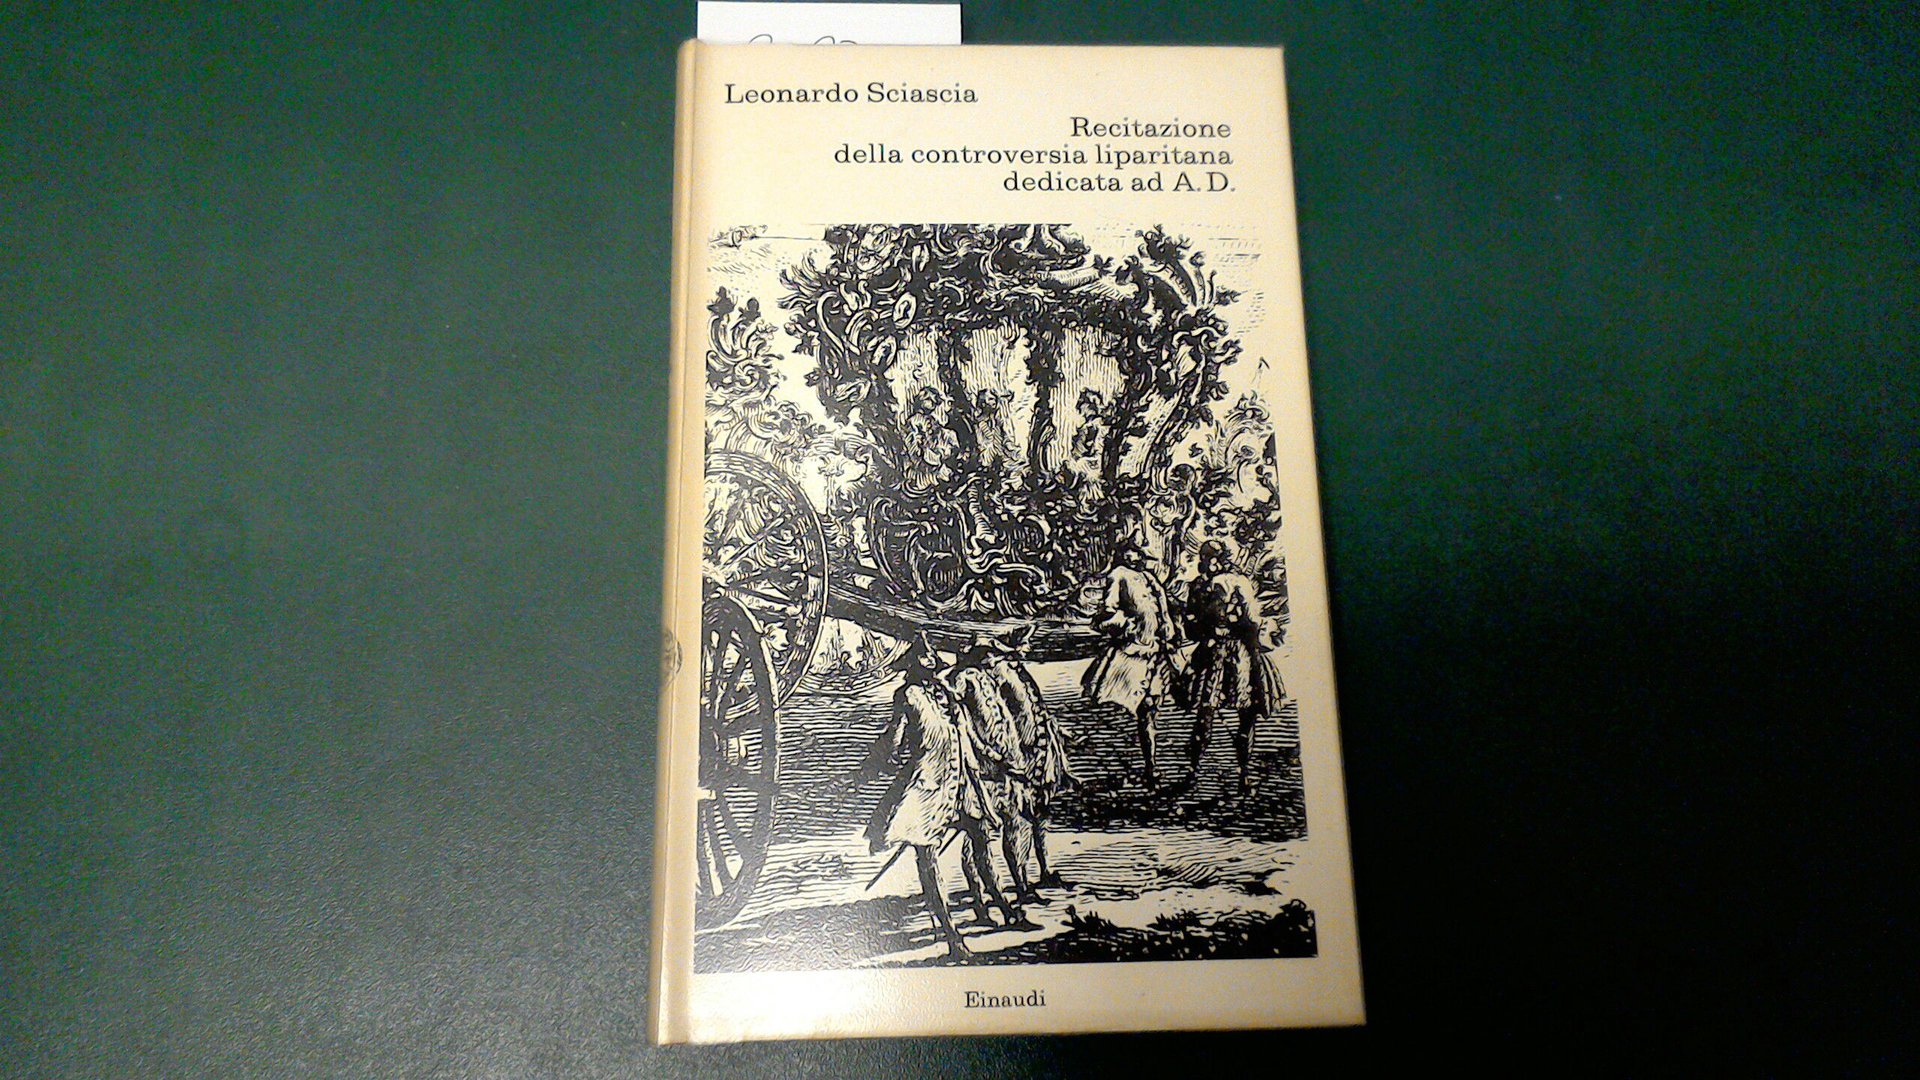 Leonardo Sciascia
Recitazione
della controversia liparitana
dedicata ad A. D.
Einaudi